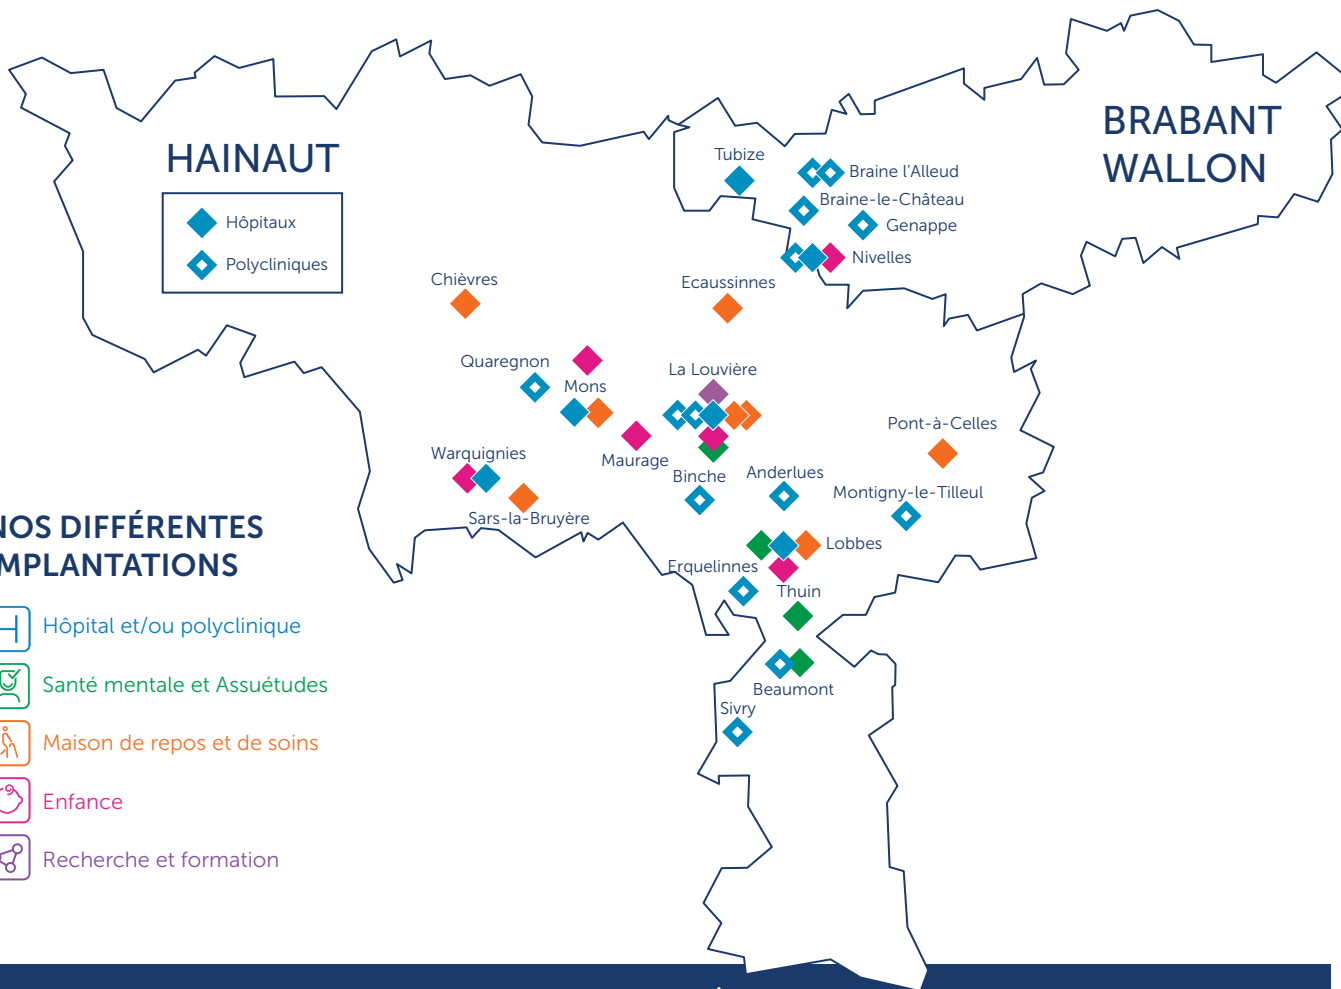 HAINAUT
Hôpitaux
Polycliniques
BRABANT
WALLON
Tubize
Braine l’Alleud
Braine-le-Château
Genappe
Nivelles
Chièvres
Ecaussinnes
Quaregnon
Mons
La Louvière
Pont-à-Celles
Maurage
Warquignies
Binche
Anderlues
Montigny-le-Tilleul
Sars-la-Bruyère
Lobbes
Erquelinnes
Thuin
Beaumont
Sivry
NOS DIFFÉRENTES
IMPLANTATIONS
Hôpital et/ou polyclinique
Santé mentale et Assuétudes
Maison de repos et de soins
Enfance
Recherche et formation